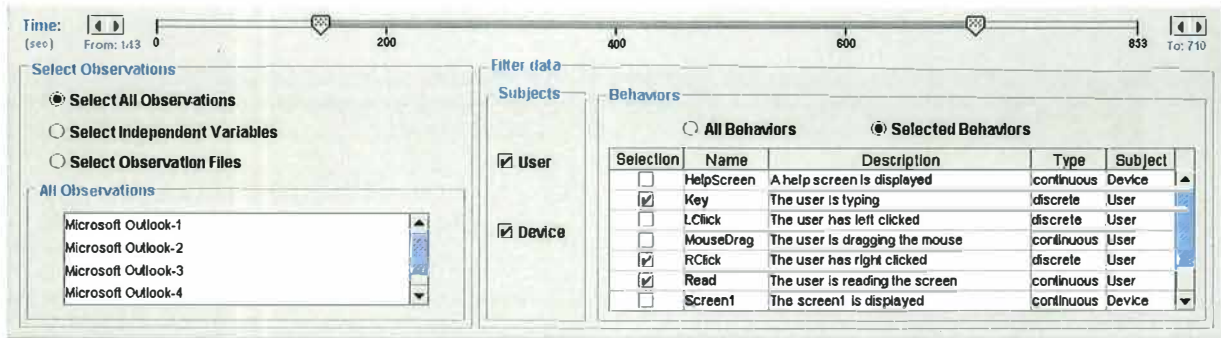 Time:
(sec) From: 143 0 200 400 600 853 To: 710
Select Observations
Select All Observations
Select Independent Variables
Select Observation Files
All Observations
Microsoft Outlook-1
Microsoft Outlook-2
Microsoft Outlook-3
Microsoft Outlook-4
Filter data
Subjects
User
Device
Behaviors
All Behaviors Selected Behaviors
Selection Name Description Type Subject
HelpScreen A help screen is displayed continuous Device
Key The user is typing discrete User
LClick The user has left clicked discrete User
MouseDrag The user is dragging the mouse continuous User
RClick The user has right clicked discrete User
Read The user is reading the screen continuous User
Screen1 The screen1 is displayed continuous Device